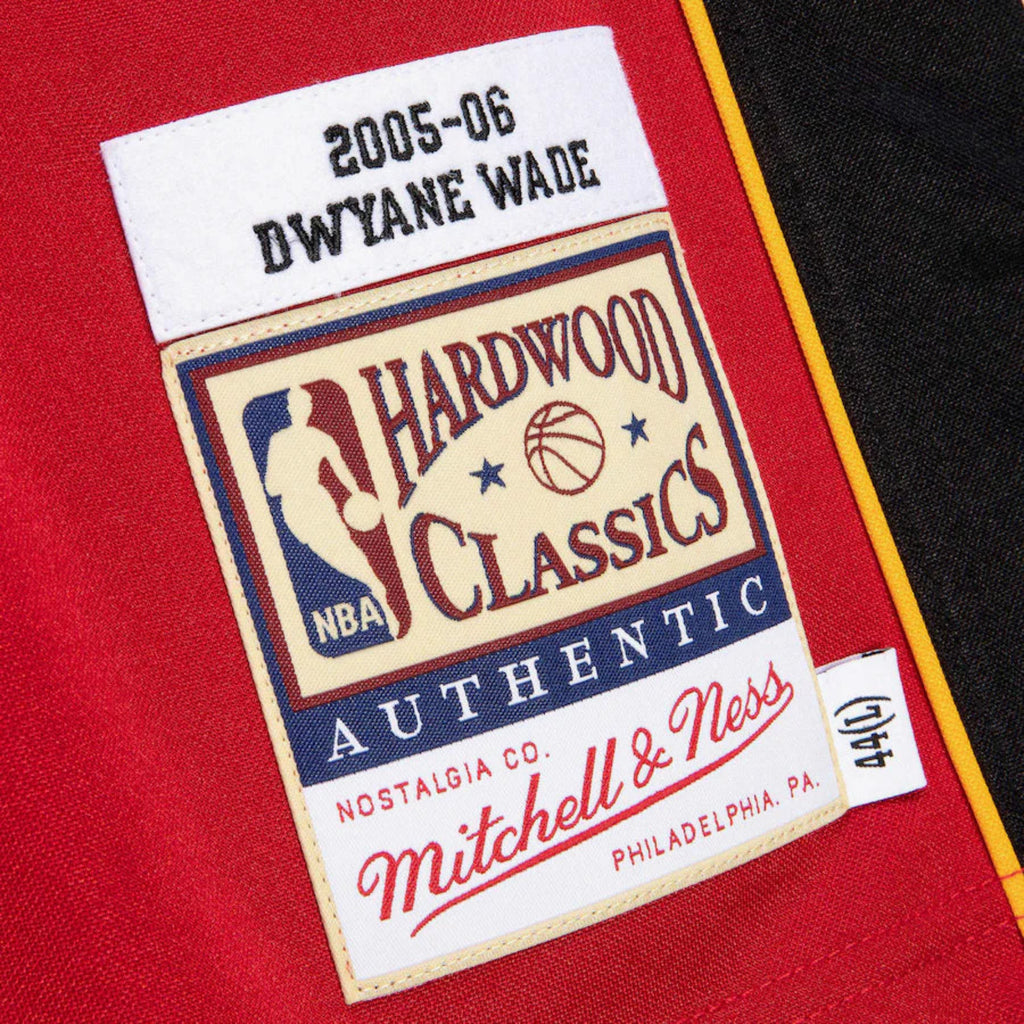 2005-06
DWYANE WADE
HARDWOOD
CLASSICS
NBA
AUTHENTIC
NOSTALGIA CO.
Mitchell & Ness
PHILADELPHIA. PA.
44(L)